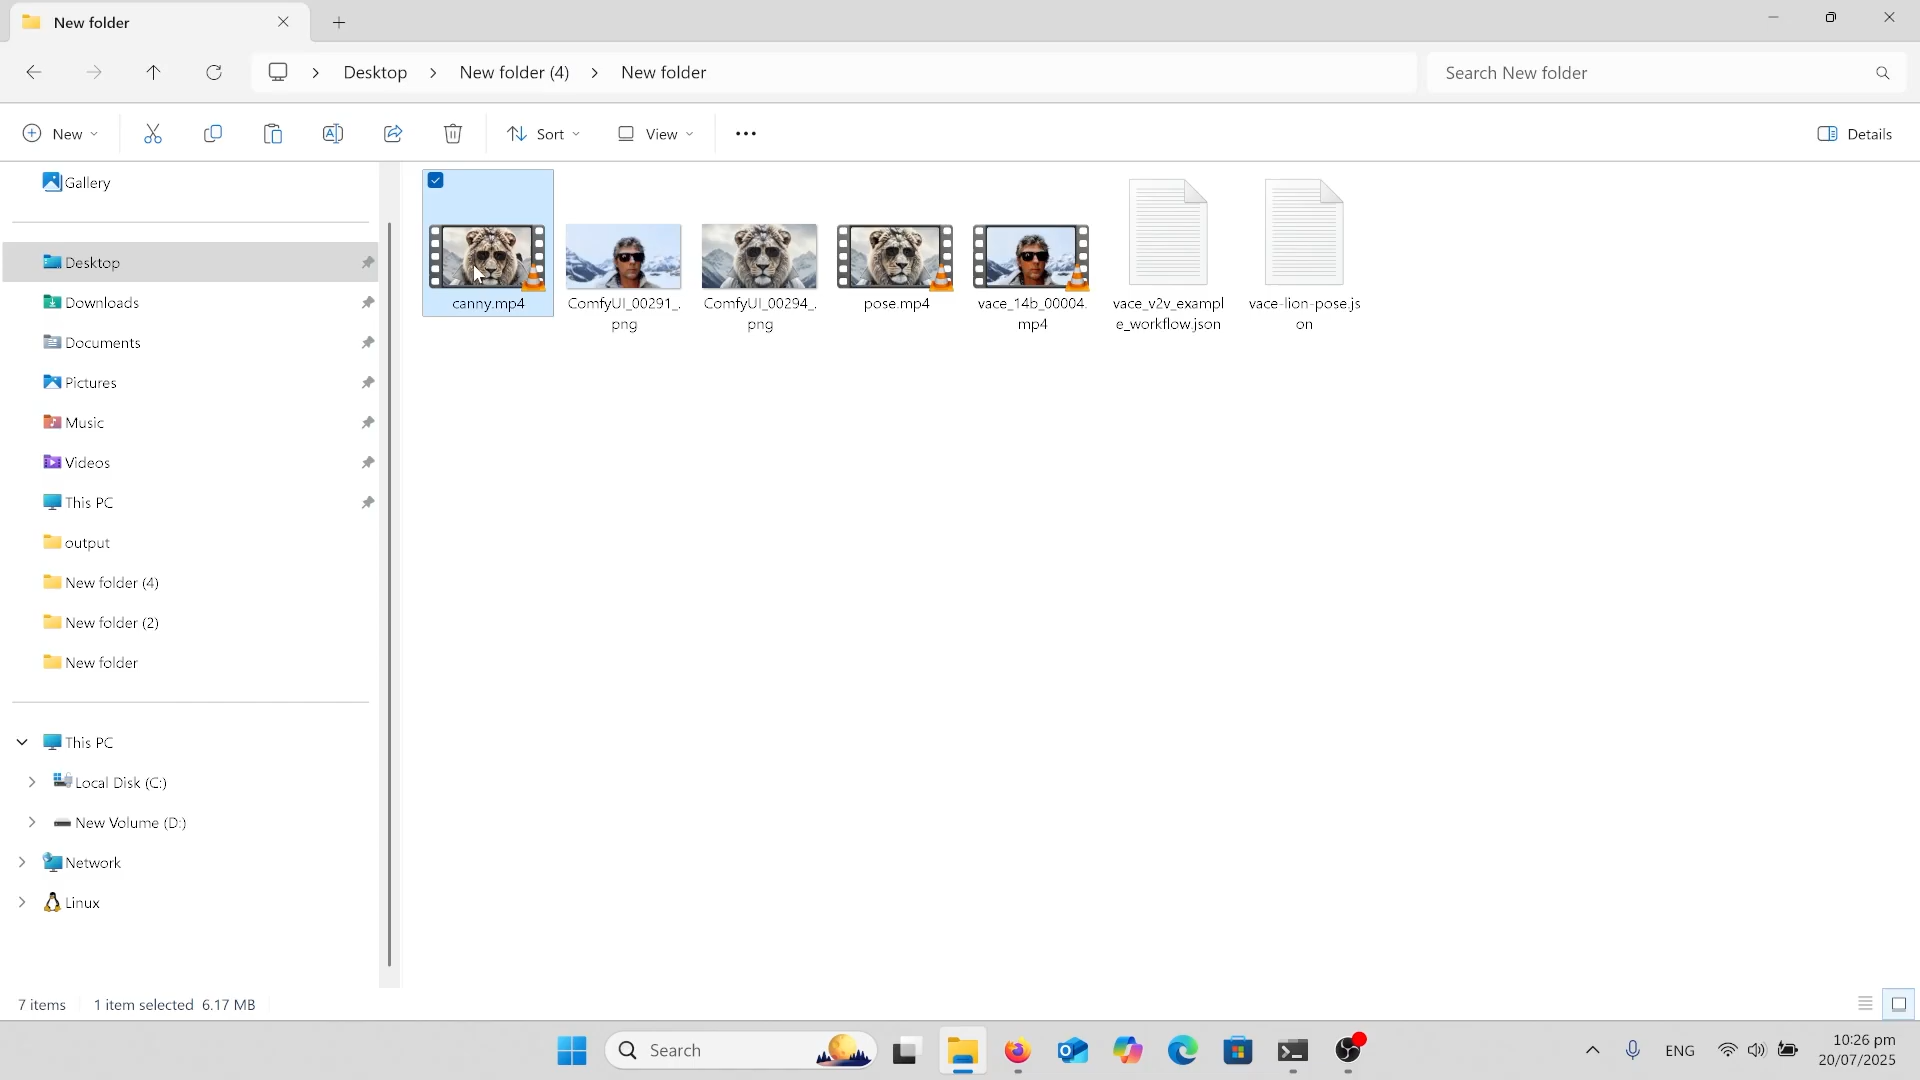 New folder
Desktop
New folder (4)
New folder
Search New folder
New
Sort
View
Details
Gallery
Desktop
Downloads
Documents
Pictures
Music
Videos
This PC
output
New folder (4)
New folder (2)
New folder
This PC
Local Disk (C:)
New Volume (D:)
Network
Linux
canny.mp4
ComfyUI_00291_.
png
ComfyUI_00294_.
png
pose.mp4
vace_14b_00004.
mp4
vace_v2v_exampl
e_workflow.json
vace-lion-pose.js
on
7 items
1 item selected 6.17 MB
Search
ENG
10:26 pm
20/07/2025